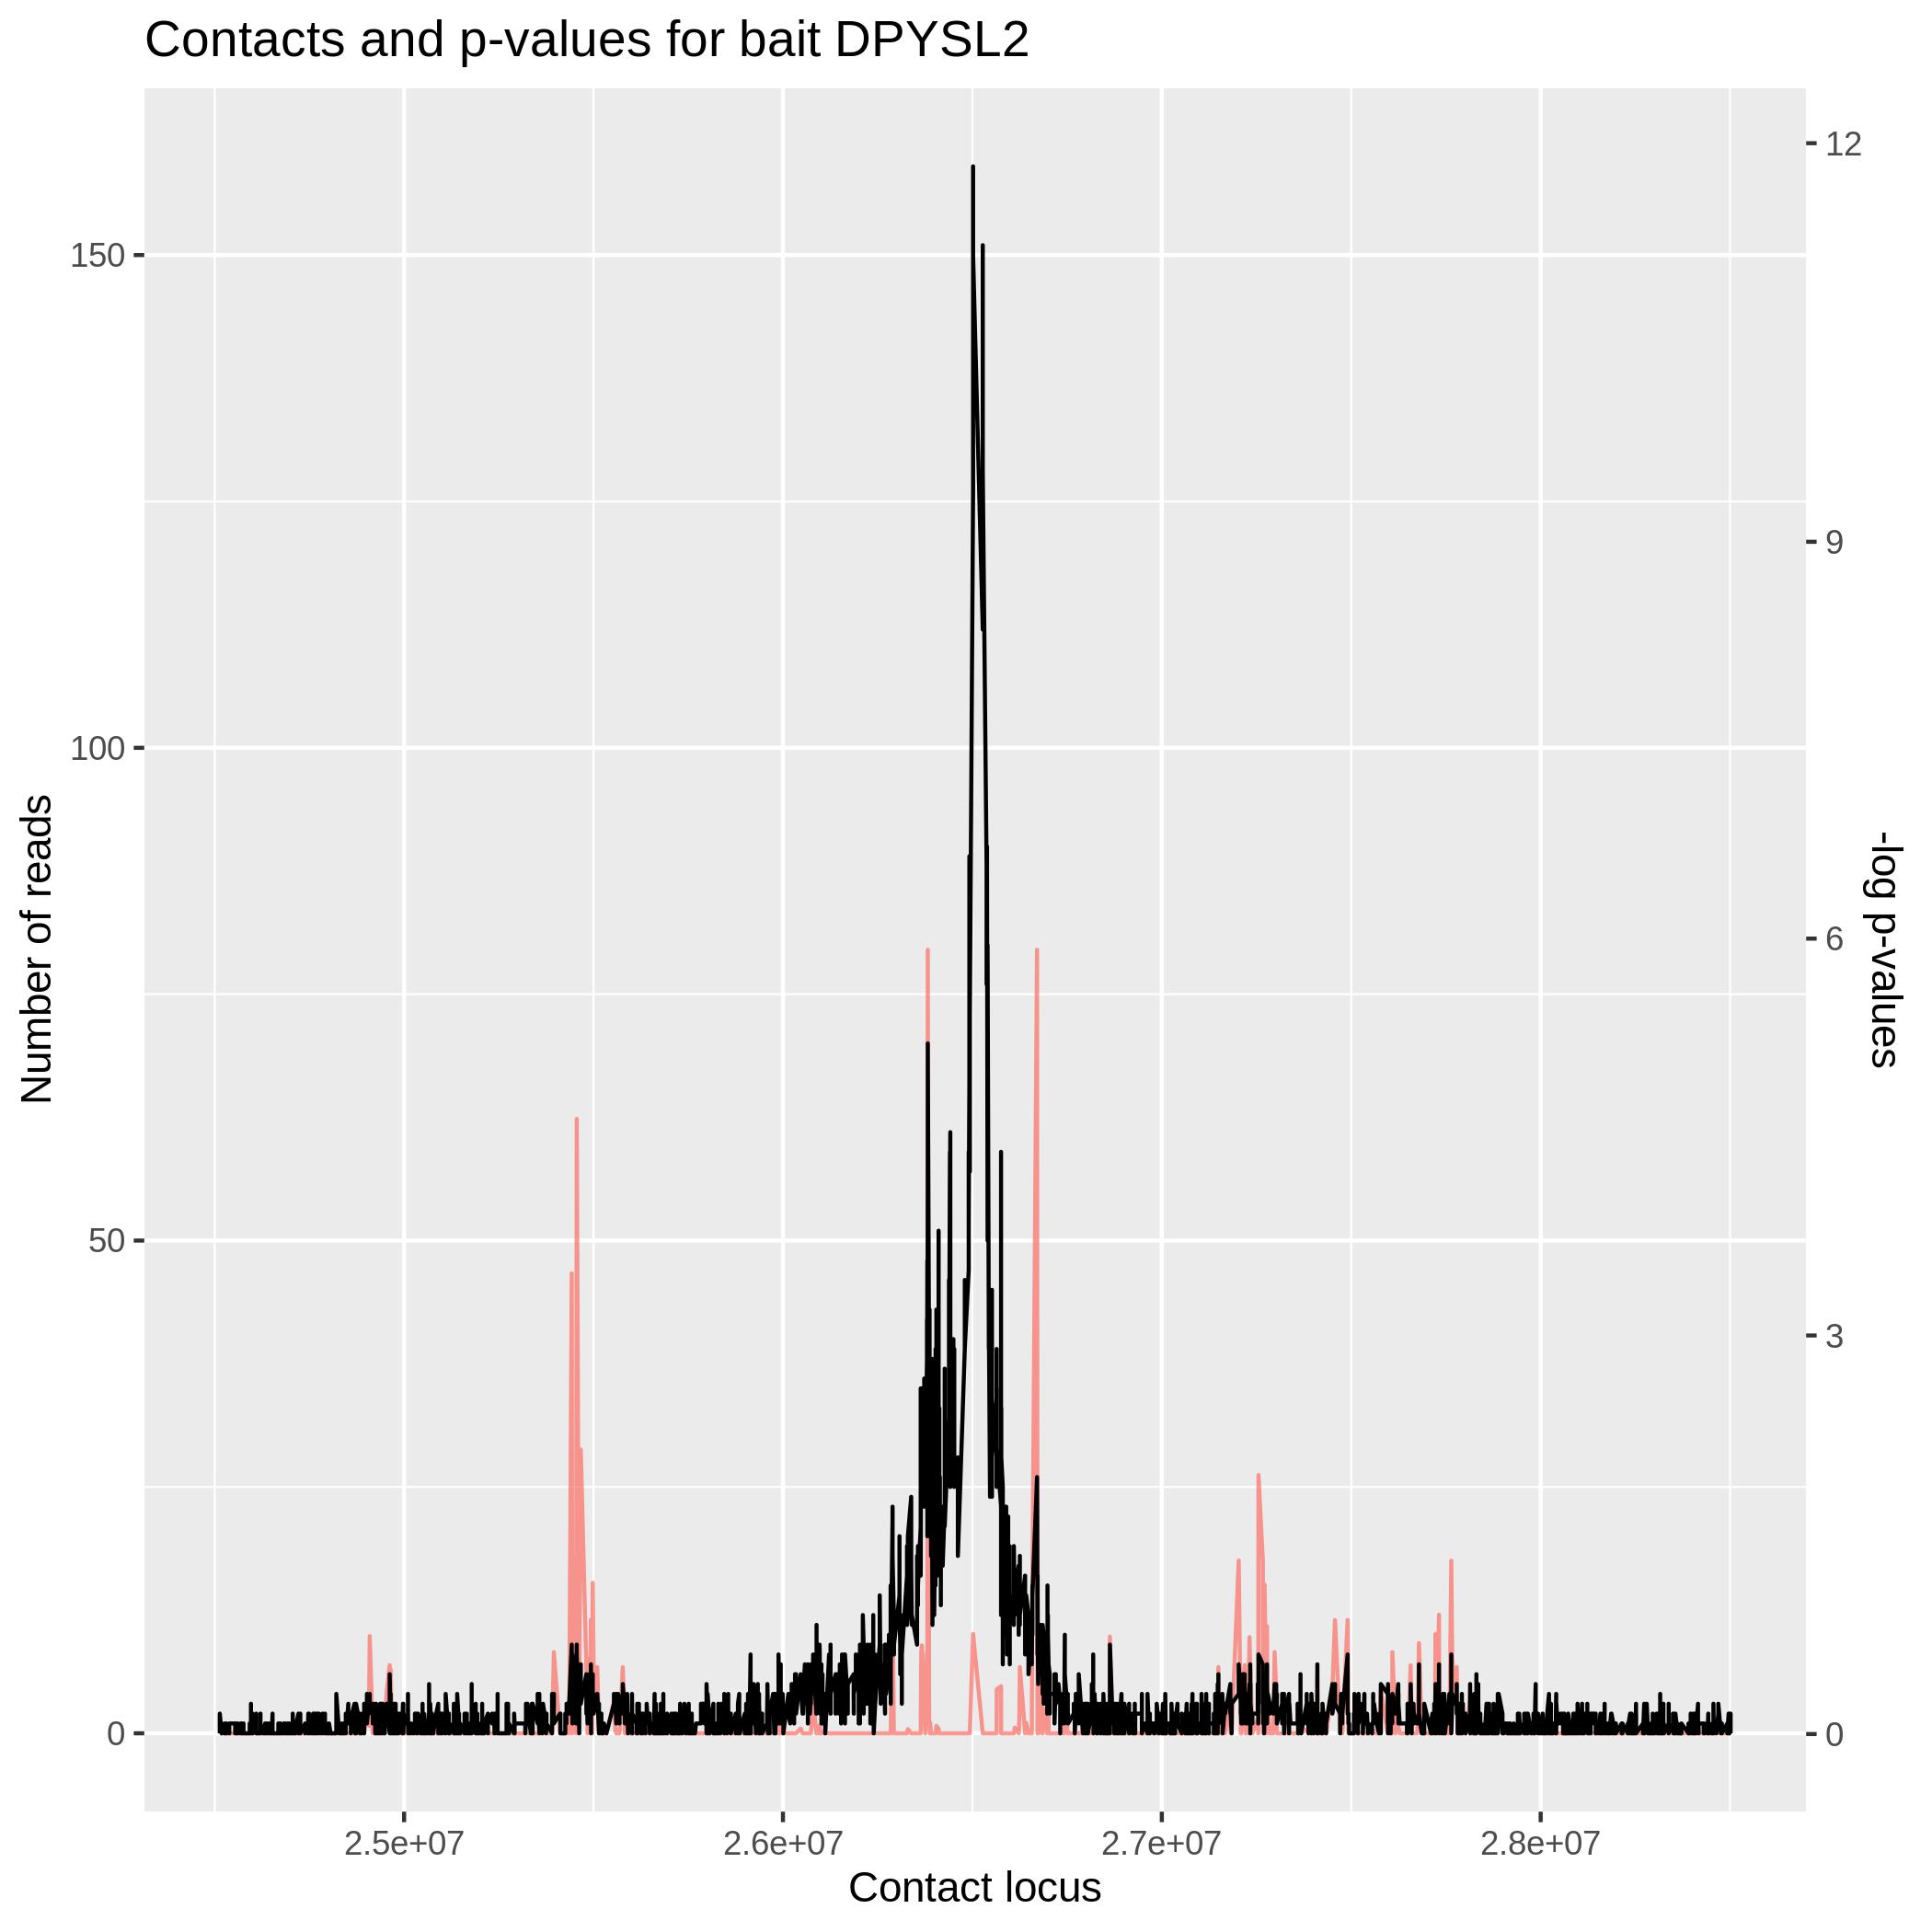 Contacts and p-values for bait DPYSL2
12
150
9
100
6
50
3
0
0
Number of reads
-log p-values
2.5e+07
2.6e+07
2.7e+07
2.8e+07
Contact locus